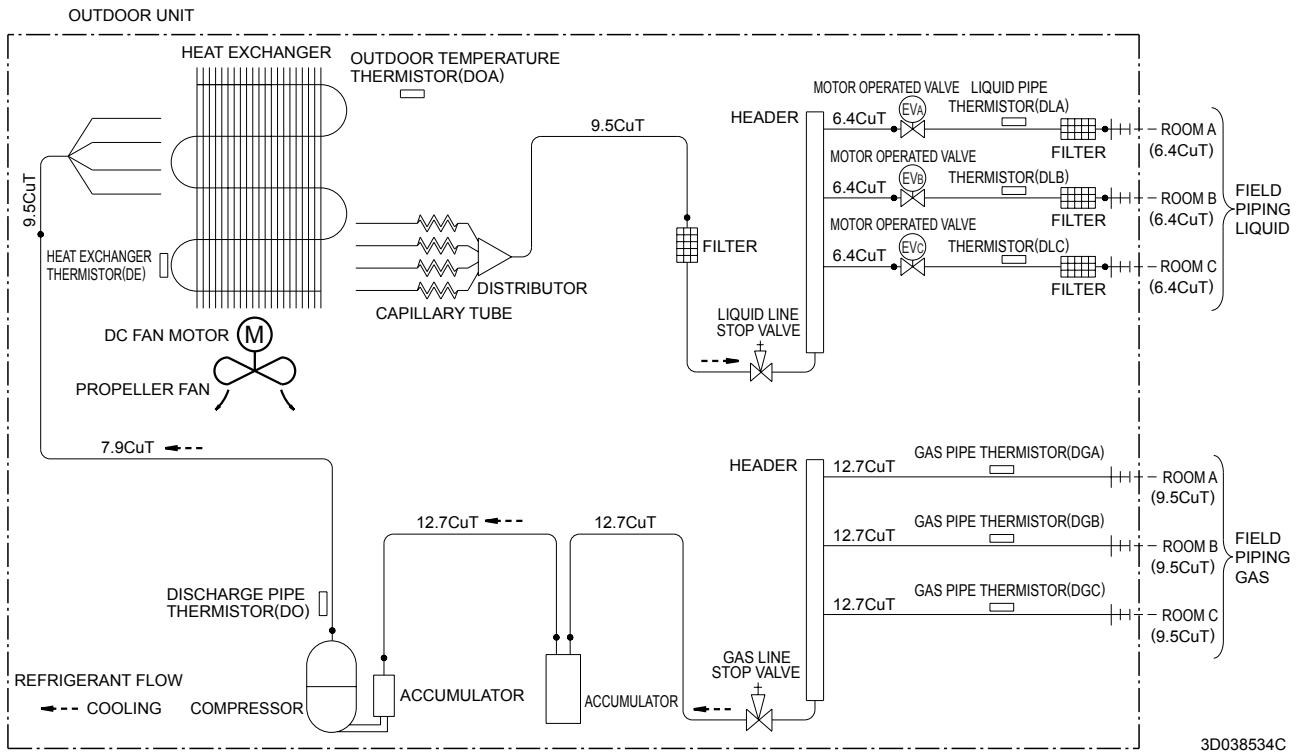 OUTDOOR UNIT
HEAT EXCHANGER
OUTDOOR TEMPERATURE
THERMISTOR(DOA)
9.5CuT
9.5CuT
HEAT EXCHANGER
THERMISTOR(DE)
CAPILLARY TUBE
DISTRIBUTOR
DC FAN MOTOR
M
PROPELLER FAN
FILTER
LIQUID LINE
STOP VALVE
HEADER
MOTOR OPERATED VALVE
EVA
6.4CuT
LIQUID PIPE
THERMISTOR(DLA)
FILTER
ROOM A
(6.4CuT)
MOTOR OPERATED VALVE
EVB
6.4CuT
THERMISTOR(DLB)
FILTER
ROOM B
(6.4CuT)
MOTOR OPERATED VALVE
EVC
6.4CuT
THERMISTOR(DLC)
FILTER
ROOM C
(6.4CuT)
FIELD
PIPING
LIQUID
7.9CuT
DISCHARGE PIPE
THERMISTOR(DO)
12.7CuT
12.7CuT
HEADER
GAS PIPE THERMISTOR(DGA)
12.7CuT
ROOM A
(9.5CuT)
GAS PIPE THERMISTOR(DGB)
12.7CuT
ROOM B
(9.5CuT)
GAS PIPE THERMISTOR(DGC)
12.7CuT
ROOM C
(9.5CuT)
FIELD
PIPING
GAS
GAS LINE
STOP VALVE
REFRIGERANT FLOW
COOLING
COMPRESSOR
ACCUMULATOR
ACCUMULATOR
3D038534C